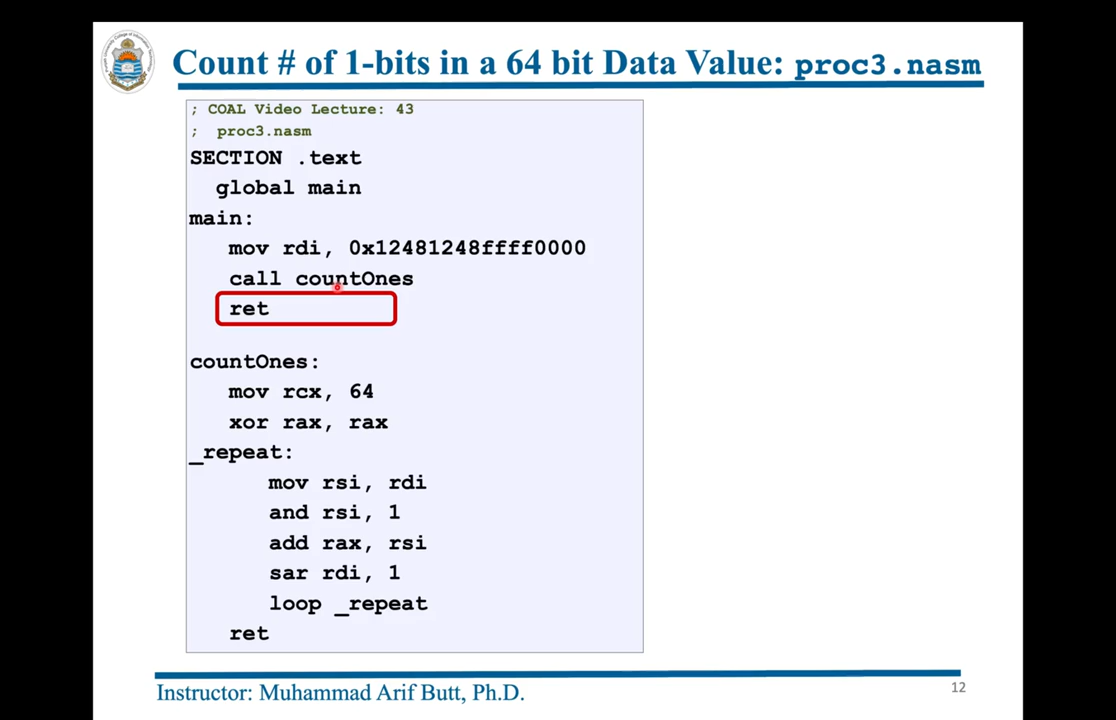 Count # of 1-bits in a 64 bit Data Value: proc3.nasm
; COAL Video Lecture: 43
;  proc3.nasm
SECTION .text
  global main
main:
   mov rdi, 0x12481248ffff0000
   call countOnes
   ret
countOnes:
   mov rcx, 64
   xor rax, rax
_repeat:
      mov rsi, rdi
      and rsi, 1
      add rax, rsi
      sar rdi, 1
      loop _repeat
   ret
Instructor: Muhammad Arif Butt, Ph.D.
12